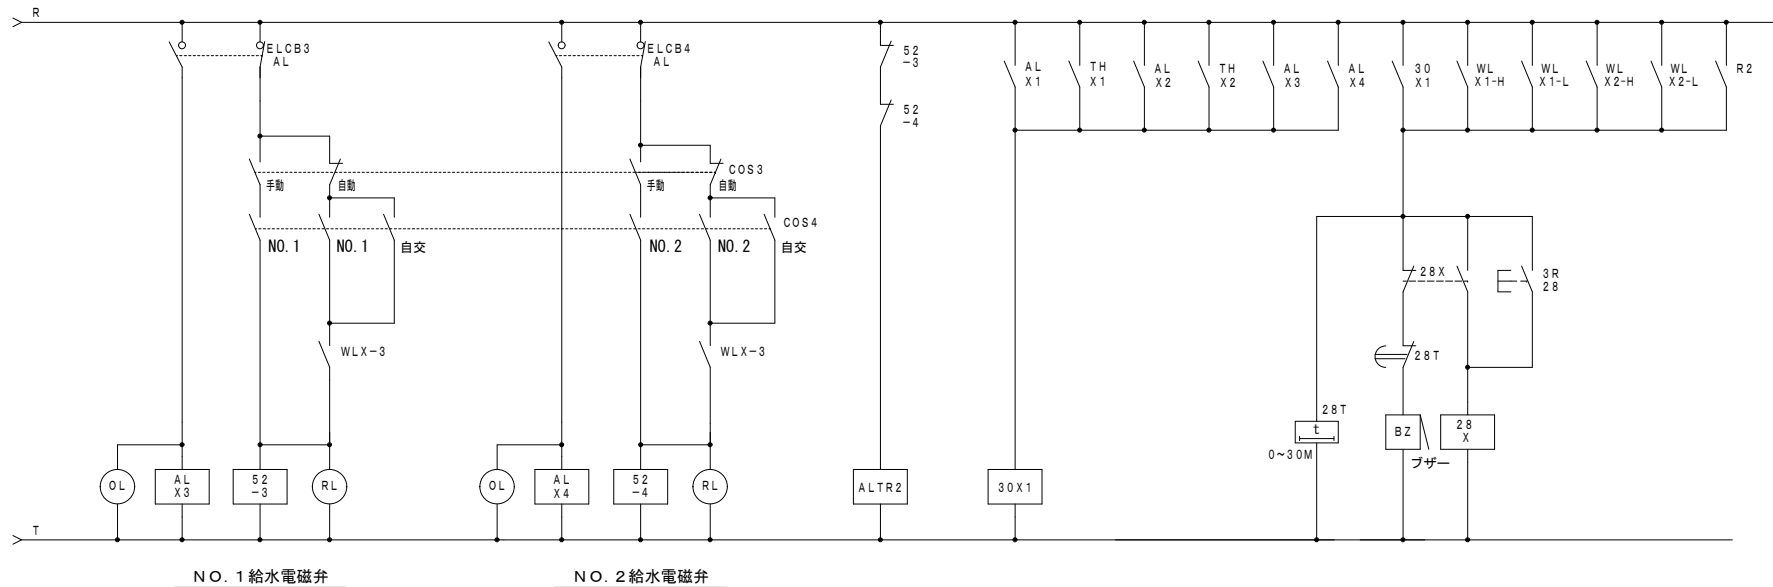 R
ELCB3
AL
ELCB4
AL
52
-3
52
-4
AL
X1
TH
X1
AL
X2
TH
X2
AL
X3
AL
X4
30
X1
WL
X1-H
WL
X1-L
WL
X2-H
WL
X2-L
R2
手動
自動
手動
自動
COS3
NO.1
NO.1
自交
NO.2
NO.2
自交
COS4
WLX-3
WLX-3
28X
3R
28
28T
28T
t
0~30M
BZ
ブザー
28
X
OL
AL
X3
52
-3
RL
OL
AL
X4
52
-4
RL
ALTR2
30X1
T
NO.1給水電磁弁
NO.2給水電磁弁